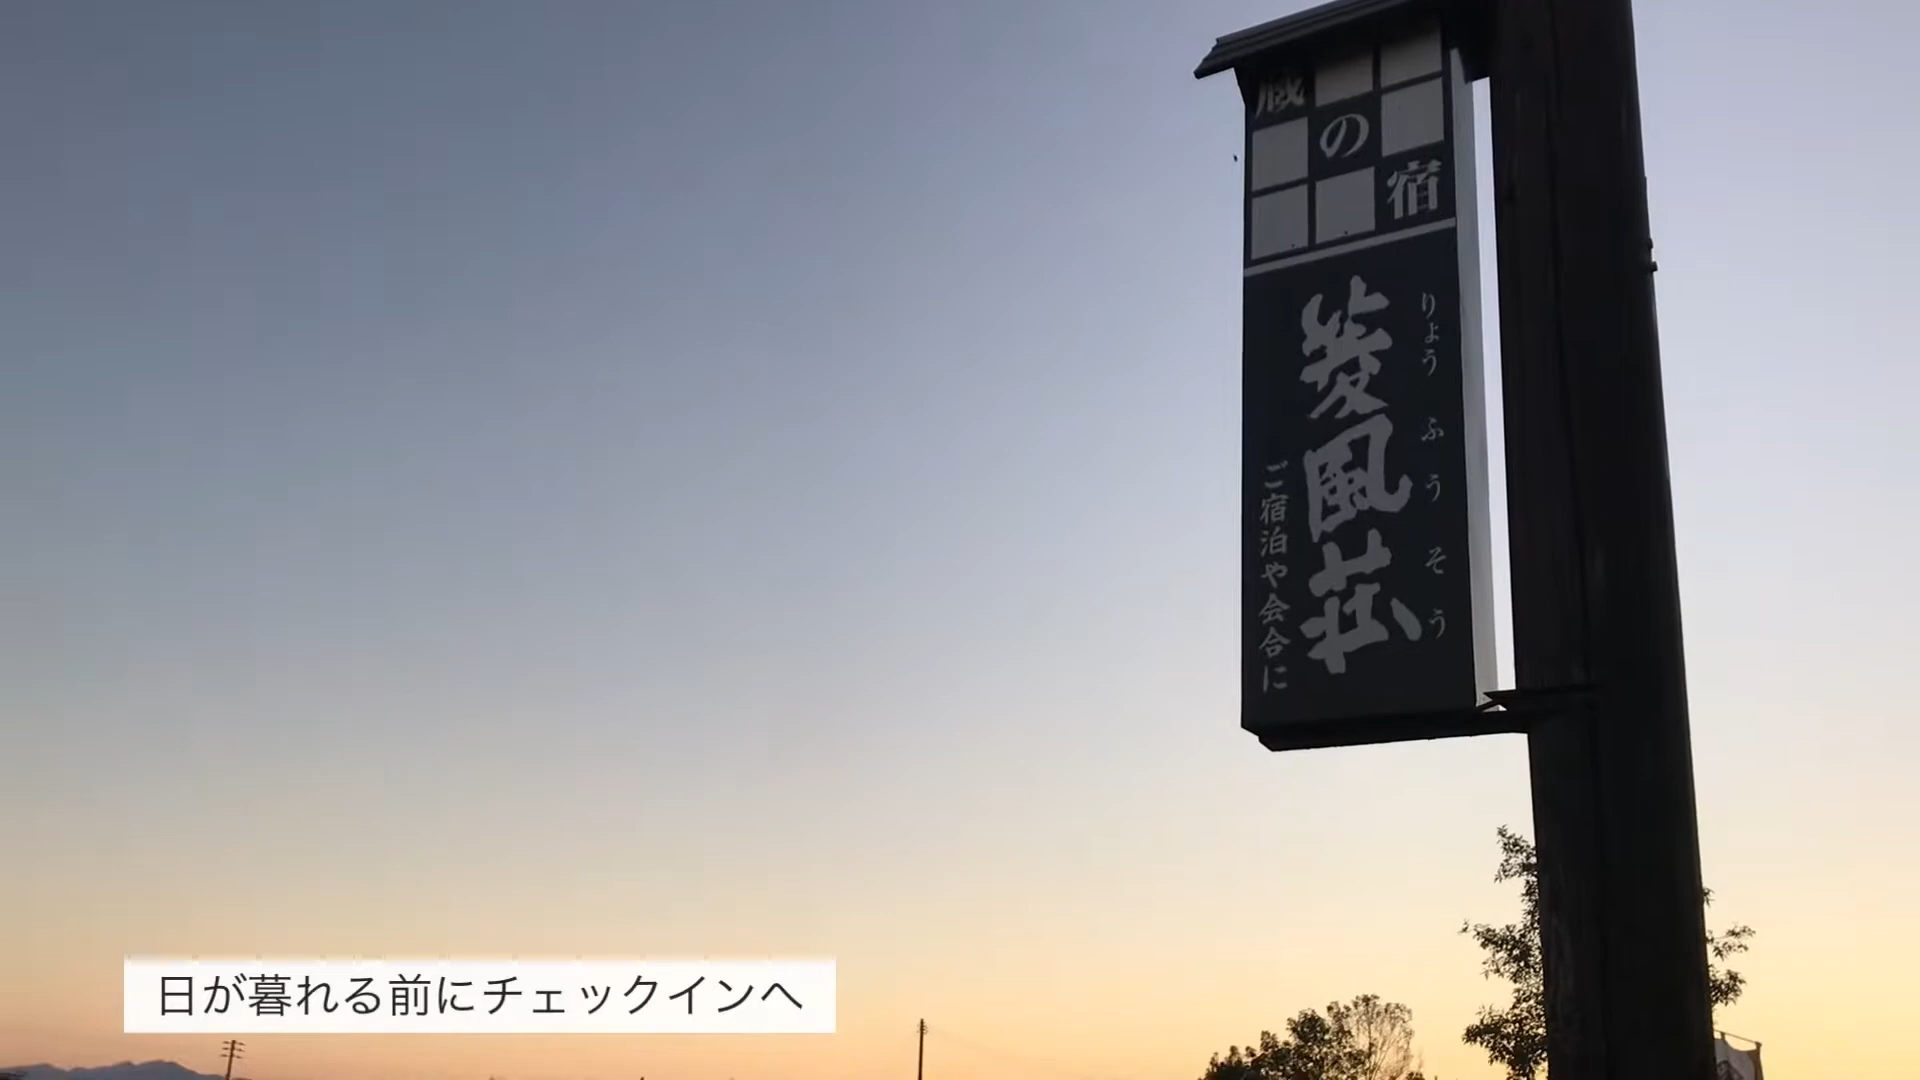 蔵の宿
りょうふうそう
菱風荘
ご宿泊や会合に
日が暮れる前にチェックインへ